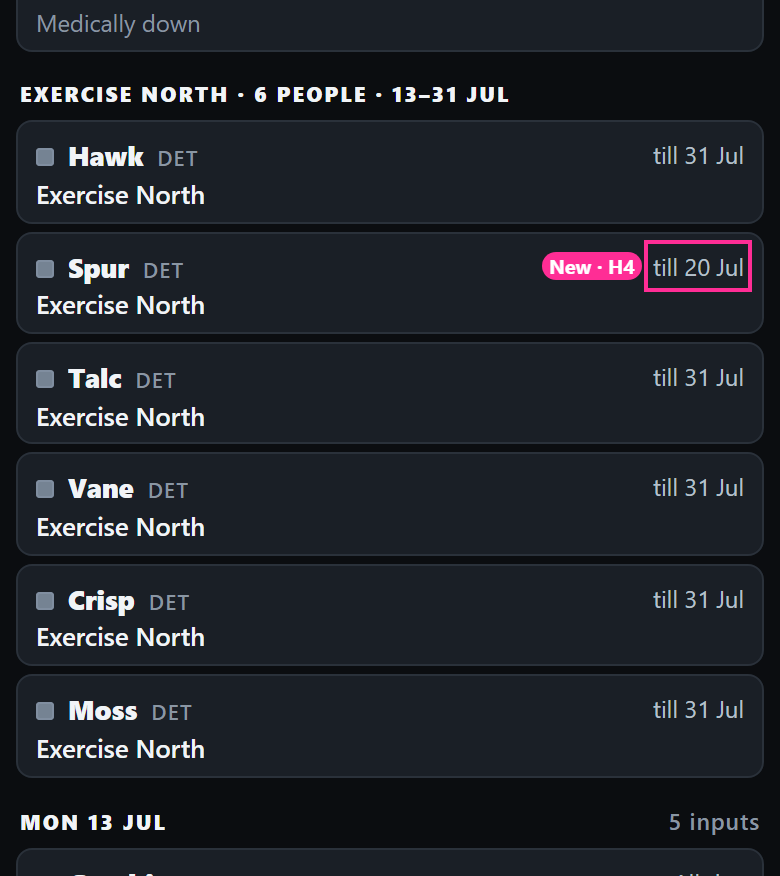 Medically down
EXERCISE NORTH · 6 PEOPLE · 13–31 JUL
Hawk DET till 31 Jul
Exercise North
Spur DET New · H4 till 20 Jul
Exercise North
Talc DET till 31 Jul
Exercise North
Vane DET till 31 Jul
Exercise North
Crisp DET till 31 Jul
Exercise North
Moss DET till 31 Jul
Exercise North
MON 13 JUL 5 inputs